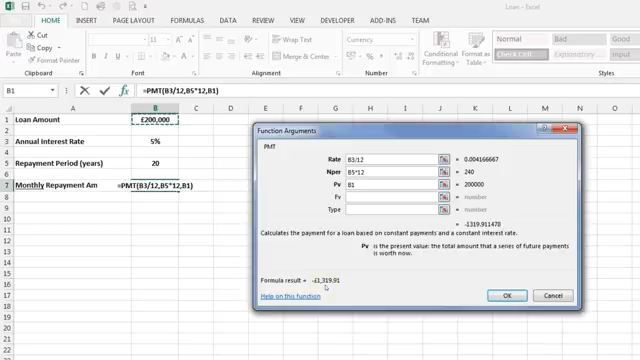 Loan - Excel
FILE HOME INSERT PAGE LAYOUT FORMULAS DATA REVIEW VIEW DEVELOPER ADD-INS TEAM
Cut
Copy
Format Painter
Paste
Clipboard
Font
Alignment
Number
Conditional Formatting
Format as Table
Normal
Bad
Check Cell
Explanatory ...
Input
Styles
B1
=PMT(B3/12,B5*12,B1)
A B C D E F G H I J K L M
1 Loan Amount £200,000
2
3 Annual Interest Rate 5%
4
5 Repayment Period (years) 20
6
7 Monthly Repayment Am =PMT(B3/12,B5*12,B1)
8
9
10
11
12
13
14
15
16
17
18
19
20
Function Arguments
PMT
Rate B3/12 = 0.004166667
Nper B5*12 = 240
Pv B1 = 200000
Fv = number
Type = number
= -1319.911478
Calculates the payment for a loan based on constant payments and a constant interest rate.
Pv is the present value: the total amount that a series of future payments
is worth now.
Formula result = -£1,319.91
Help on this function
OK Cancel